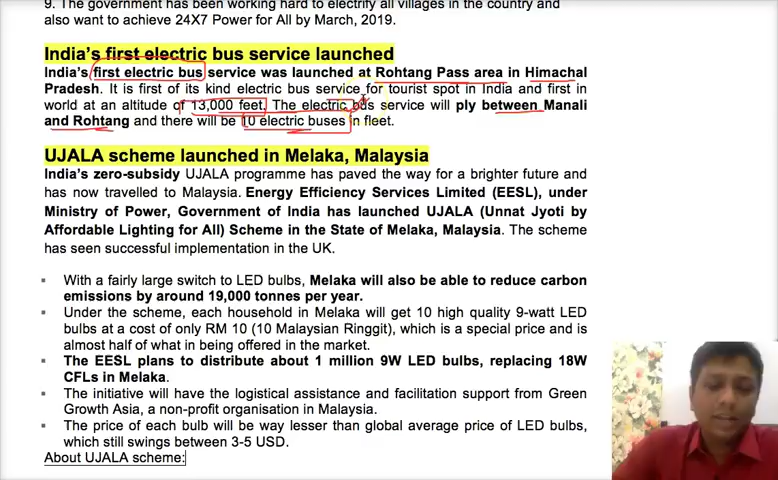 9. The government has been working hard to electrify all villages in the country and
also want to achieve 24X7 Power for All by March, 2019.
India's first electric bus service launched
India's first electric bus service was launched at Rohtang Pass area in Himachal
Pradesh. It is first of its kind electric bus service for tourist spot in India and first in
world at an altitude of 13,000 feet. The electric bus service will ply between Manali
and Rohtang and there will be 10 electric buses in fleet.
UJALA scheme launched in Melaka, Malaysia
India's zero-subsidy UJALA programme has paved the way for a brighter future and
has now travelled to Malaysia. Energy Efficiency Services Limited (EESL), under
Ministry of Power, Government of India has launched UJALA (Unnat Jyoti by
Affordable Lighting for All) Scheme in the State of Melaka, Malaysia. The scheme
has seen successful implementation in the UK.
▪ With a fairly large switch to LED bulbs, Melaka will also be able to reduce carbon
emissions by around 19,000 tonnes per year.
▪ Under the scheme, each household in Melaka will get 10 high quality 9-watt LED
bulbs at a cost of only RM 10 (10 Malaysian Ringgit), which is a special price and is
almost half of what in being offered in the market.
▪ The EESL plans to distribute about 1 million 9W LED bulbs, replacing 18W
CFLs in Melaka.
▪ The initiative will have the logistical assistance and facilitation support from Green
Growth Asia, a non-profit organisation in Malaysia.
▪ The price of each bulb will be way lesser than global average price of LED bulbs,
which still swings between 3-5 USD.
About UJALA scheme: